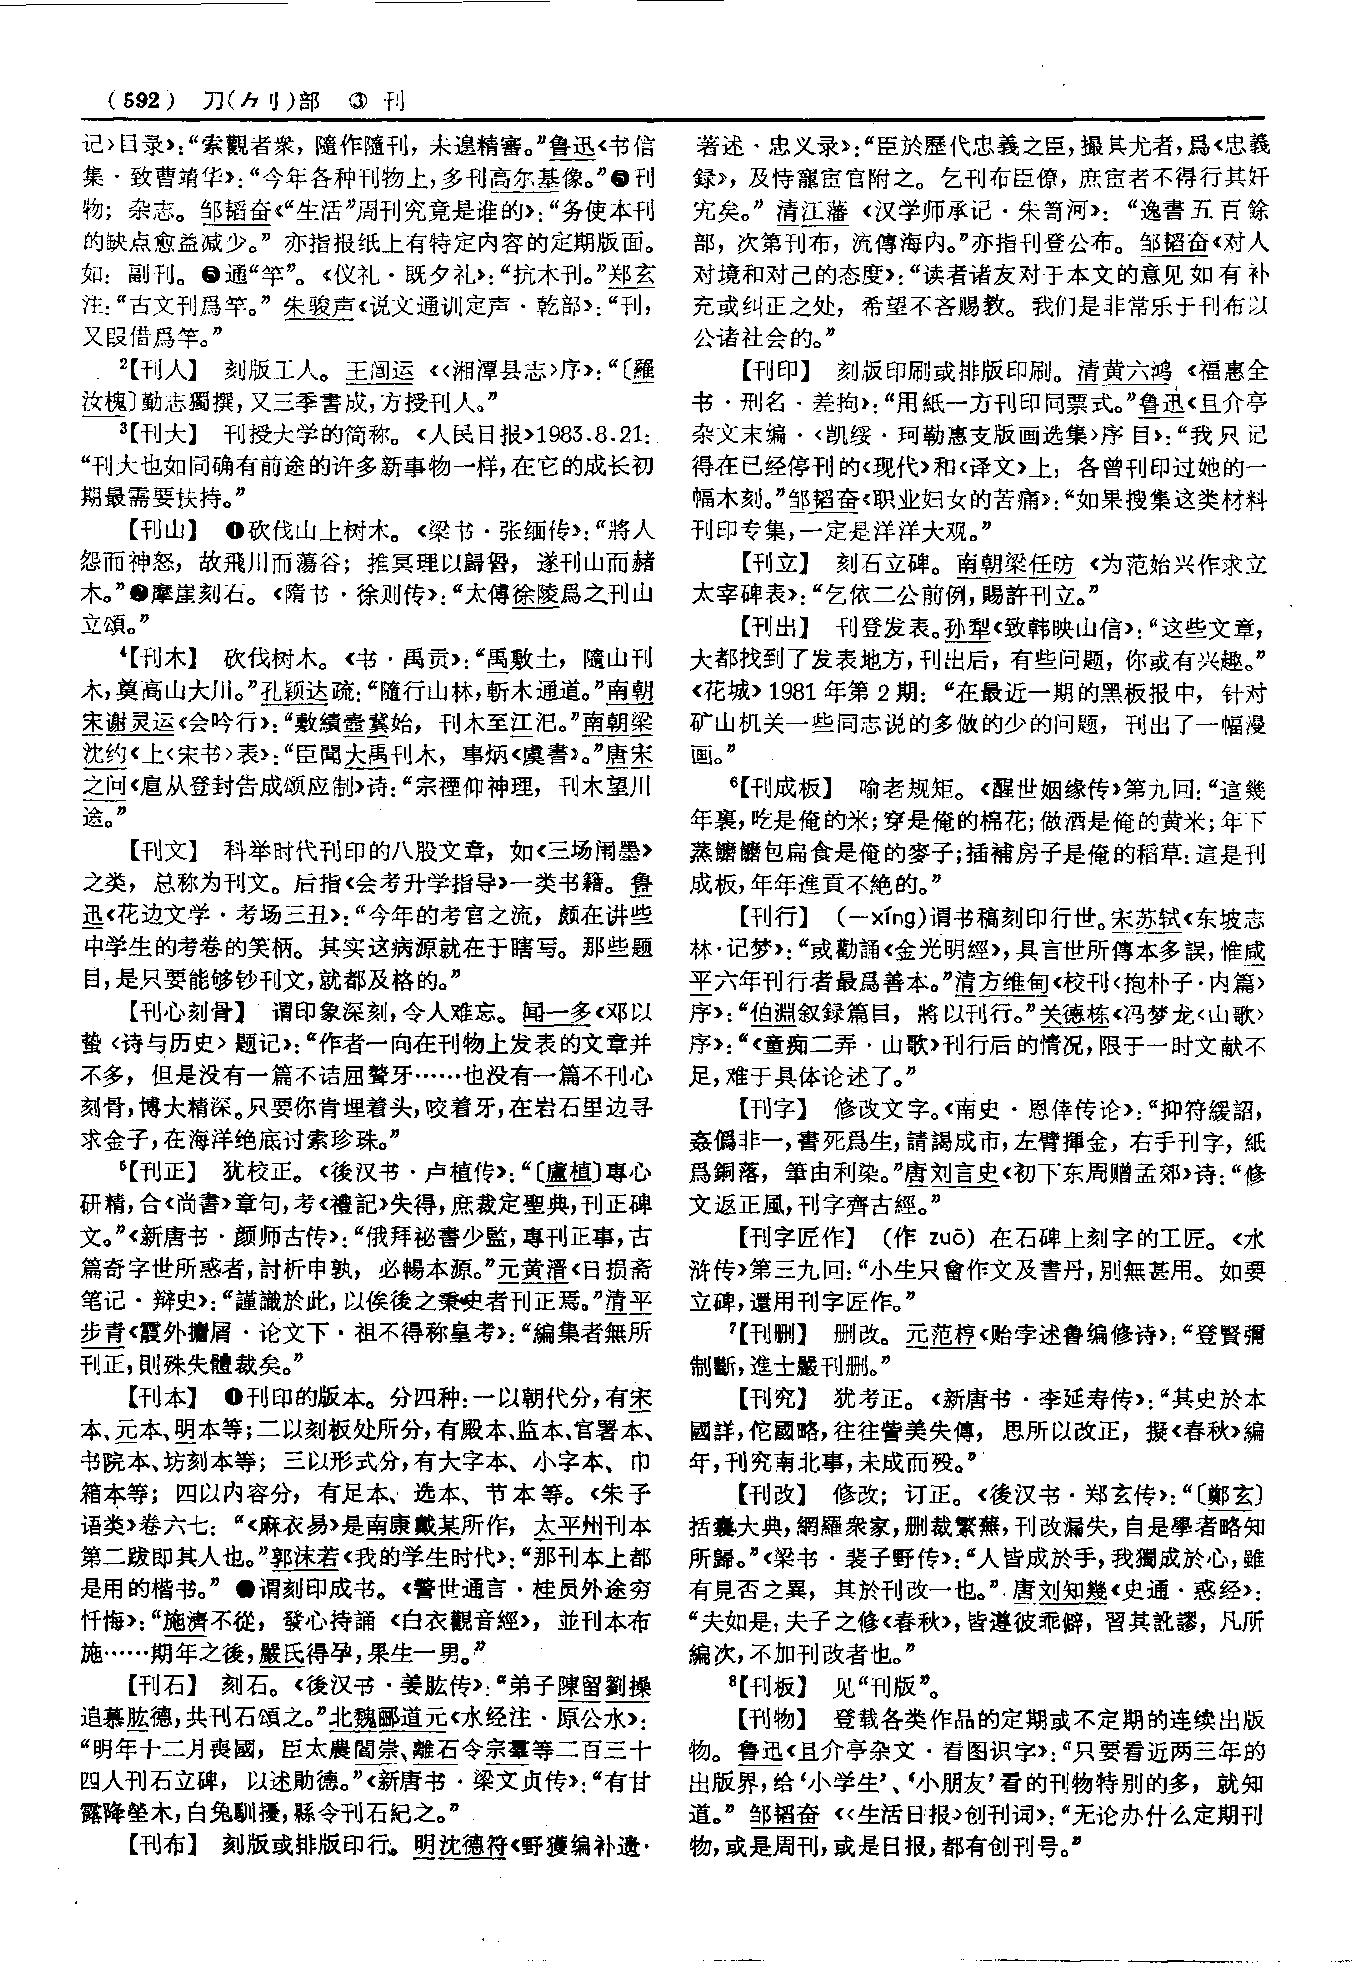 (592) 刀(⺈刂)部 ③ 刊
记›目录»:“索觀者衆，隨作隨刊，未遑精審。”鲁迅«书信
集·致曹靖华»:“今年各种刊物上，多刊高尔基像。”❺刊
物；杂志。邹韬奋«“生活”周刊究竟是谁的»:“务使本刊
的缺点愈益减少。” 亦指报纸上有特定内容的定期版面。
如：副刊。❻通“竿”。«仪礼·既夕礼»:“抗木刊。”郑玄
注:“古文刊爲竿。” 朱骏声«说文通训定声·乾部»:“刊，
又叚借爲竿。”
²【刊人】 刻版工人。王闿运 «‹湘潭县志›序»:“〔羅
汝槐〕勤志獨撰，又三季書成，方授刊人。”
³【刊大】 刊授大学的简称。«人民日报»1983.8.21:
“刊大也如同确有前途的许多新事物一样，在它的成长初
期最需要扶持。”
【刊山】 ❶砍伐山上树木。«梁书·张缅传»:“將人
怨而神怒，故飛川而蕩谷；推冥理以歸咎，遂刊山而赭
木。”❷摩崖刻石。«隋书·徐则传»:“太傅徐陵爲之刊山
立頌。”
⁴【刊木】 砍伐树木。«书·禹贡»:“禹敷土，隨山刊
木，奠高山大川。”孔颖达疏:“隨行山林，斬木通道。”南朝
宋谢灵运«会吟行»:“敷績壺冀始，刊木至江汜。”南朝梁
沈约«上‹宋书›表»:“臣聞大禹刊木，事炳«虞書»。”唐宋
之问«扈从登封告成颂应制»诗:“宗禋仰神理，刊木望川
途。”
【刊文】 科举时代刊印的八股文章，如«三场闱墨»
之类，总称为刊文。后指«会考升学指导»一类书籍。鲁
迅«花边文学·考场三丑»:“今年的考官之流，颇在讲些
中学生的考卷的笑柄。其实这病源就在于瞎写。那些题
目，是只要能够钞刊文，就都及格的。”
【刊心刻骨】 谓印象深刻，令人难忘。闻一多«邓以
蛰‹诗与历史›题记»:“作者一向在刊物上发表的文章并
不多，但是没有一篇不诘屈聱牙……也没有一篇不刊心
刻骨，博大精深。只要你肯埋着头，咬着牙，在岩石里边寻
求金子，在海洋绝底讨索珍珠。”
⁵【刊正】 犹校正。«後汉书·卢植传»:“〔盧植〕專心
研精，合«尚書»章句，考«禮記»失得，庶裁定聖典，刊正碑
文。”«新唐书·颜师古传»:“俄拜祕書少監，專刊正事，古
篇奇字世所惑者，討析申孰，必暢本源。”元黄溍«日损斋
笔记·辩史»:“謹識於此，以俟後之秉史者刊正焉。”清平
步青«霞外攟屑·论文下·祖不得称皇考»:“編集者無所
刊正，則殊失體裁矣。”
【刊本】 ❶刊印的版本。分四种:一以朝代分，有宋
本、元本、明本等；二以刻板处所分，有殿本、监本、官署本、
书院本、坊刻本等；三以形式分，有大字本、小字本、巾
箱本等；四以内容分，有足本、选本、节本等。«朱子
语类»卷六七:“«麻衣易»是南康戴某所作，太平州刊本
第二跋即其人也。”郭沫若«我的学生时代»:“那刊本上都
是用的楷书。” ❷谓刻印成书。«警世通言·桂员外途穷
忏悔»:“施濟不從，發心持誦 «白衣觀音經»，並刊本布
施……期年之後，嚴氏得孕，果生一男。”
【刊石】 刻石。«後汉书·姜肱传»:“弟子陳留劉操
追慕肱德，共刊石頌之。”北魏郦道元«水经注·原公水»:
“明年十二月喪國，臣太農閻崇、離石令宗羣等二百三十
四人刊石立碑，以述勛德。”«新唐书·梁文贞传»:“有甘
露降塋木，白兔馴擾，縣令刊石紀之。”
【刊布】 刻版或排版印行。明沈德符«野獲编补遗·
著述·忠义录»:“臣於歷代忠義之臣，撮其尤者，爲«忠義
録»，及恃寵宦官附之。乞刊布臣僚，庶宦者不得行其奸
宄矣。” 清江藩 «汉学师承记·朱笥河»:“逸書五百餘
部，次第刊布，流傳海内。”亦指刊登公布。邹韬奋«对人
对境和对己的态度»:“读者诸友对于本文的意见如有补
充或纠正之处，希望不吝赐教。我们是非常乐于刊布以
公诸社会的。”
【刊印】 刻版印刷或排版印刷。清黄六鸿 «福惠全
书·刑名·差拘»:“用紙一方刊印同票式。”鲁迅«且介亭
杂文末编·‹凯绥·珂勒惠支版画选集›序目»:“我只记
得在已经停刊的«现代»和«译文»上，各曾刊印过她的一
幅木刻。”邹韬奋«职业妇女的苦痛»:“如果搜集这类材料
刊印专集，一定是洋洋大观。”
【刊立】 刻石立碑。南朝梁任昉 «为范始兴作求立
太宰碑表»:“乞依二公前例，賜許刊立。”
【刊出】 刊登发表。孙犁«致韩映山信»:“这些文章，
大都找到了发表地方，刊出后，有些问题，你或有兴趣。”
«花城»1981年第2期:“在最近一期的黑板报中，针对
矿山机关一些同志说的多做的少的问题，刊出了一幅漫
画。”
⁶【刊成板】 喻老规矩。«醒世姻缘传»第九回:“這幾
年裏，吃是俺的米；穿是俺的棉花；做酒是俺的黄米；年下
蒸饝饝包扁食是俺的麥子；插補房子是俺的稻草：這是刊
成板，年年進貢不絶的。”
【刊行】 (—xíng)谓书稿刻印行世。宋苏轼«东坡志
林·记梦»:“或勸誦«金光明經»，具言世所傳本多誤，惟咸
平六年刊行者最爲善本。”清方维甸«校刊‹抱朴子·内篇›
序»:“伯淵叙録篇目，將以刊行。”关德栋«冯梦龙‹山歌›
序»:“«童痴二弄·山歌»刊行后的情况，限于一时文献不
足，难于具体论述了。”
【刊字】 修改文字。«南史·恩倖传论»:“抑符緩詔，
姦僞非一，書死爲生，請謁成市，左臂揮金，右手刊字，紙
爲銅落，筆由利染。”唐刘言史«初下东周赠孟郊»诗:“修
文返正風，刊字齊古經。”
【刊字匠作】 (作 zuō) 在石碑上刻字的工匠。«水
浒传»第三九回:“小生只會作文及書丹，別無甚用。如要
立碑，還用刊字匠作。”
⁷【刊删】 删改。元范梈«贻李述鲁编修诗»:“登賢彌
制斷，進士嚴刊删。”
【刊究】 犹考正。«新唐书·李延寿传»:“其史於本
國詳，佗國略，往往訾美失傳，思所以改正，擬«春秋»編
年，刊究南北事，未成而殁。”
【刊改】 修改；订正。«後汉书·郑玄传»:“〔鄭玄〕
括囊大典，網羅衆家，删裁繁蕪，刊改漏失，自是學者略知
所歸。”«梁书·裴子野传»:“人皆成於手，我獨成於心，雖
有見否之異，其於刊改一也。”唐刘知幾«史通·惑经»:
“夫如是，夫子之修«春秋»，皆遵彼乖僻，習其訛謬，凡所
編次，不加刊改者也。”
⁸【刊板】 见“刊版”。
【刊物】 登载各类作品的定期或不定期的连续出版
物。鲁迅«且介亭杂文·看图识字»:“只要看近两三年的
出版界，给‘小学生’、‘小朋友’看的刊物特别的多，就知
道。” 邹韬奋 «‹生活日报›创刊词»:“无论办什么定期刊
物，或是周刊，或是日报，都有创刊号。”